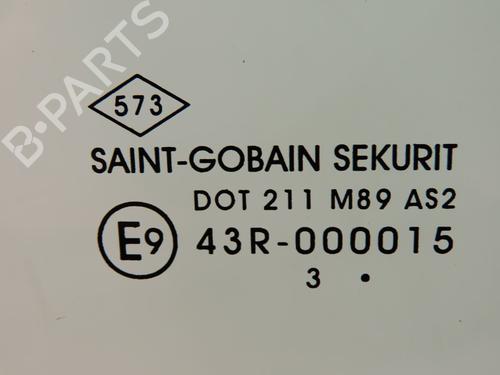 B-PARTS
573
SAINT-GOBAIN SEKURIT
DOT 211 M89 AS2
E9 43R-000015
3 .